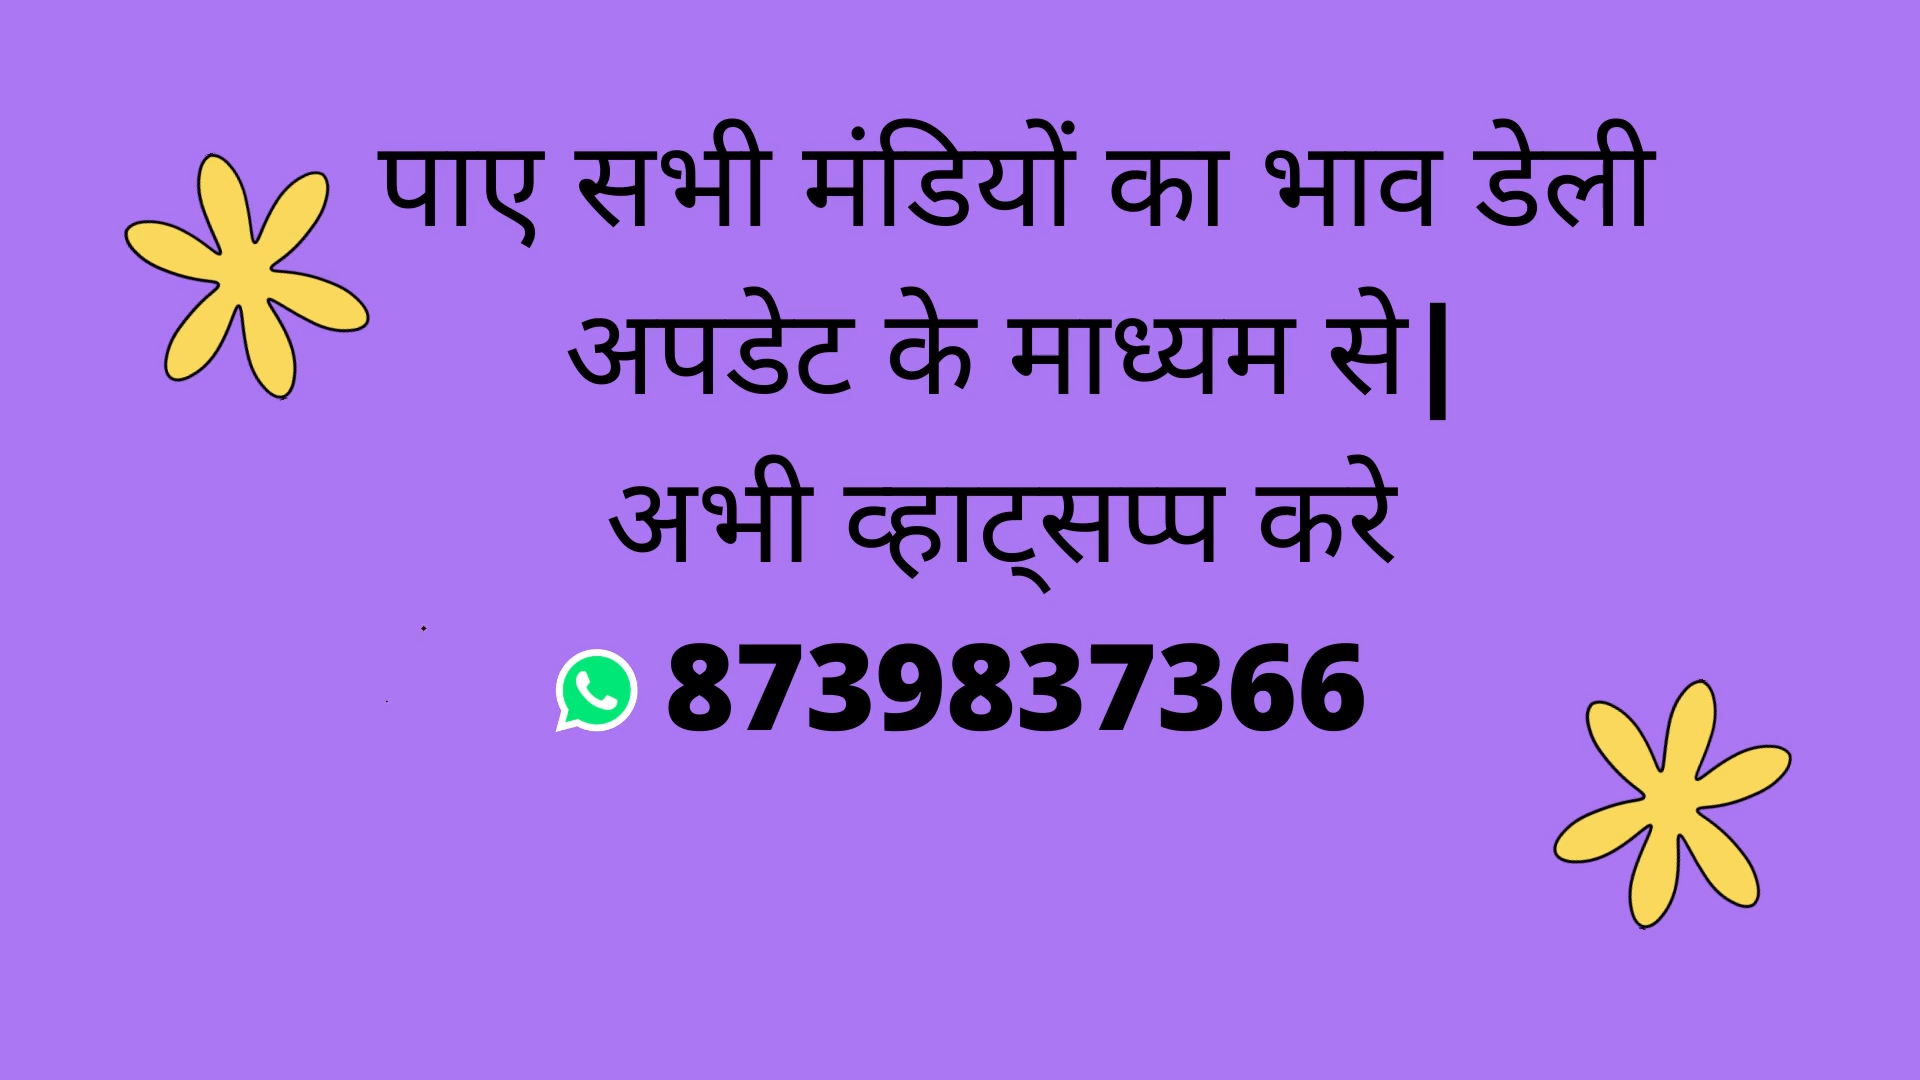 पाए सभी मंडियों का भाव डेली
अपडेट के माध्यम से|
अभी व्हाट्सप्प करे
8739837366